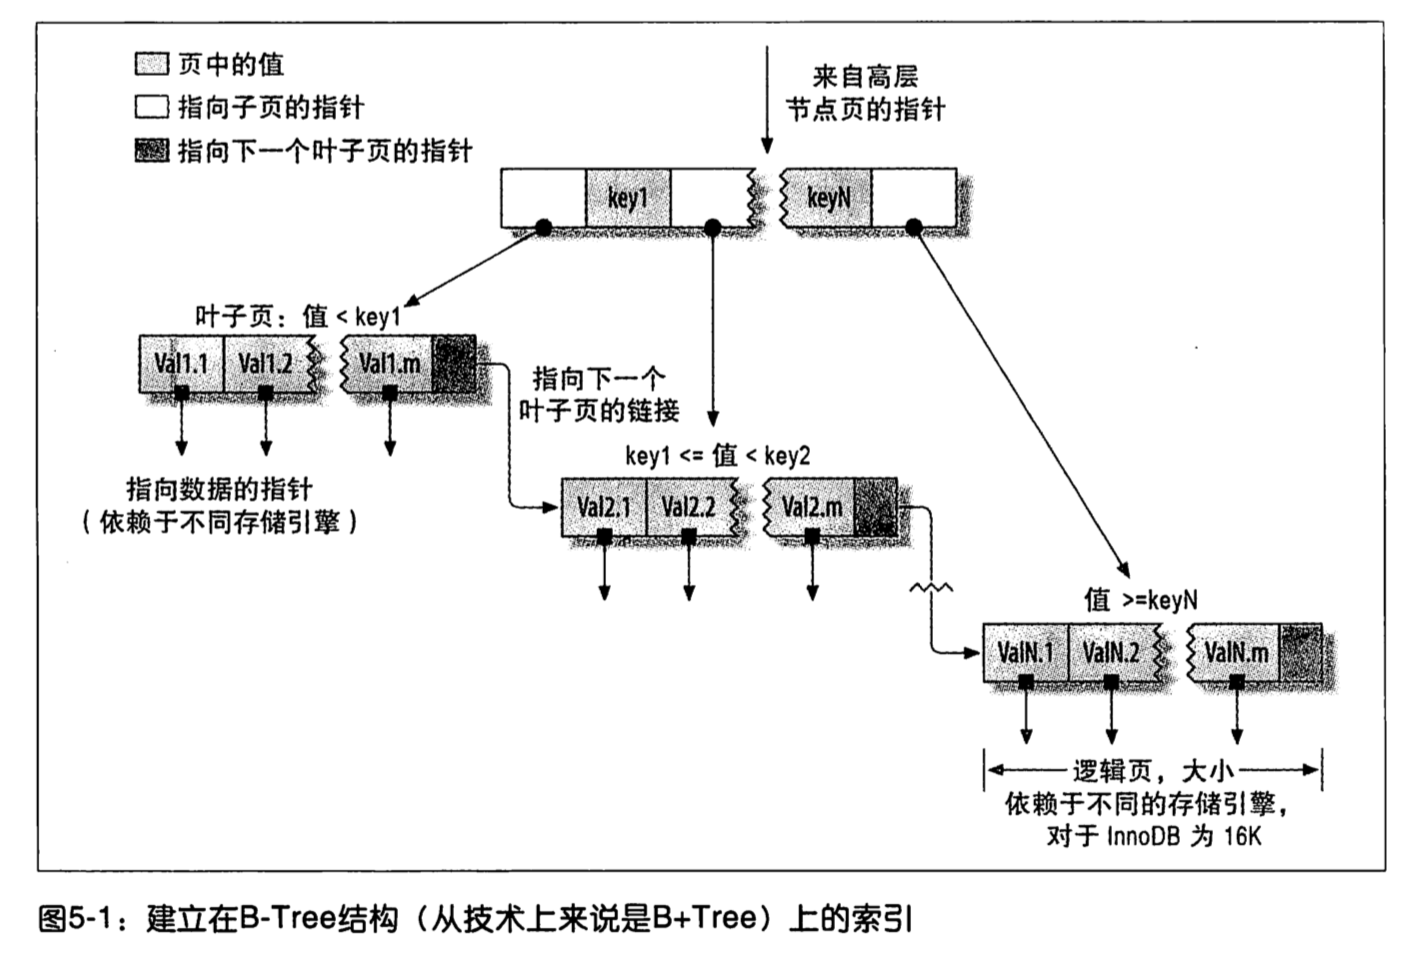 页中的值
指向子页的指针
指向下一个叶子页的指针
来自高层
节点页的指针
key1
keyN
叶子页：值 < key1
Val1.1
Val1.2
Val1.m
指向下一个
叶子页的链接
指向数据的指针
（依赖于不同存储引擎）
key1 <= 值 < key2
Val2.1
Val2.2
Val2.m
值 >=keyN
ValN.1
ValN.2
ValN.m
逻辑页，大小
依赖于不同的存储引擎，
对于 InnoDB 为 16K
图5-1：建立在B-Tree结构（从技术上来说是B+Tree）上的索引